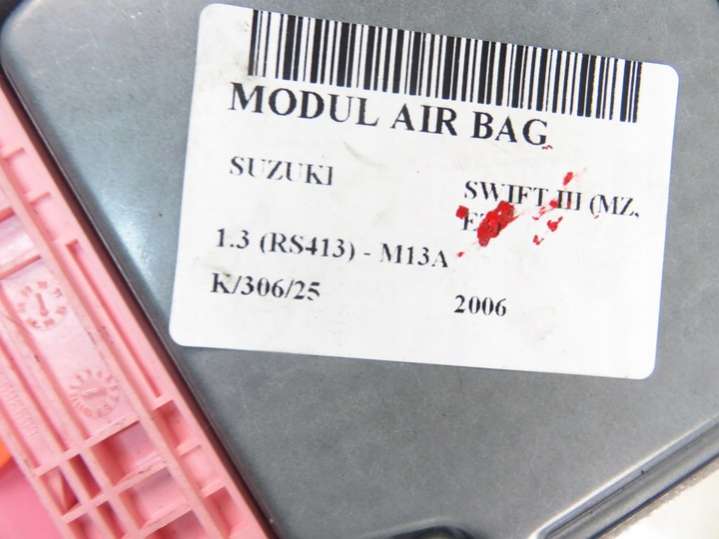 MODUL AIR BAG
SUZUKI
SWIFT III (MZ,
1.3 (RS413) - M13A
K/306/25
2006